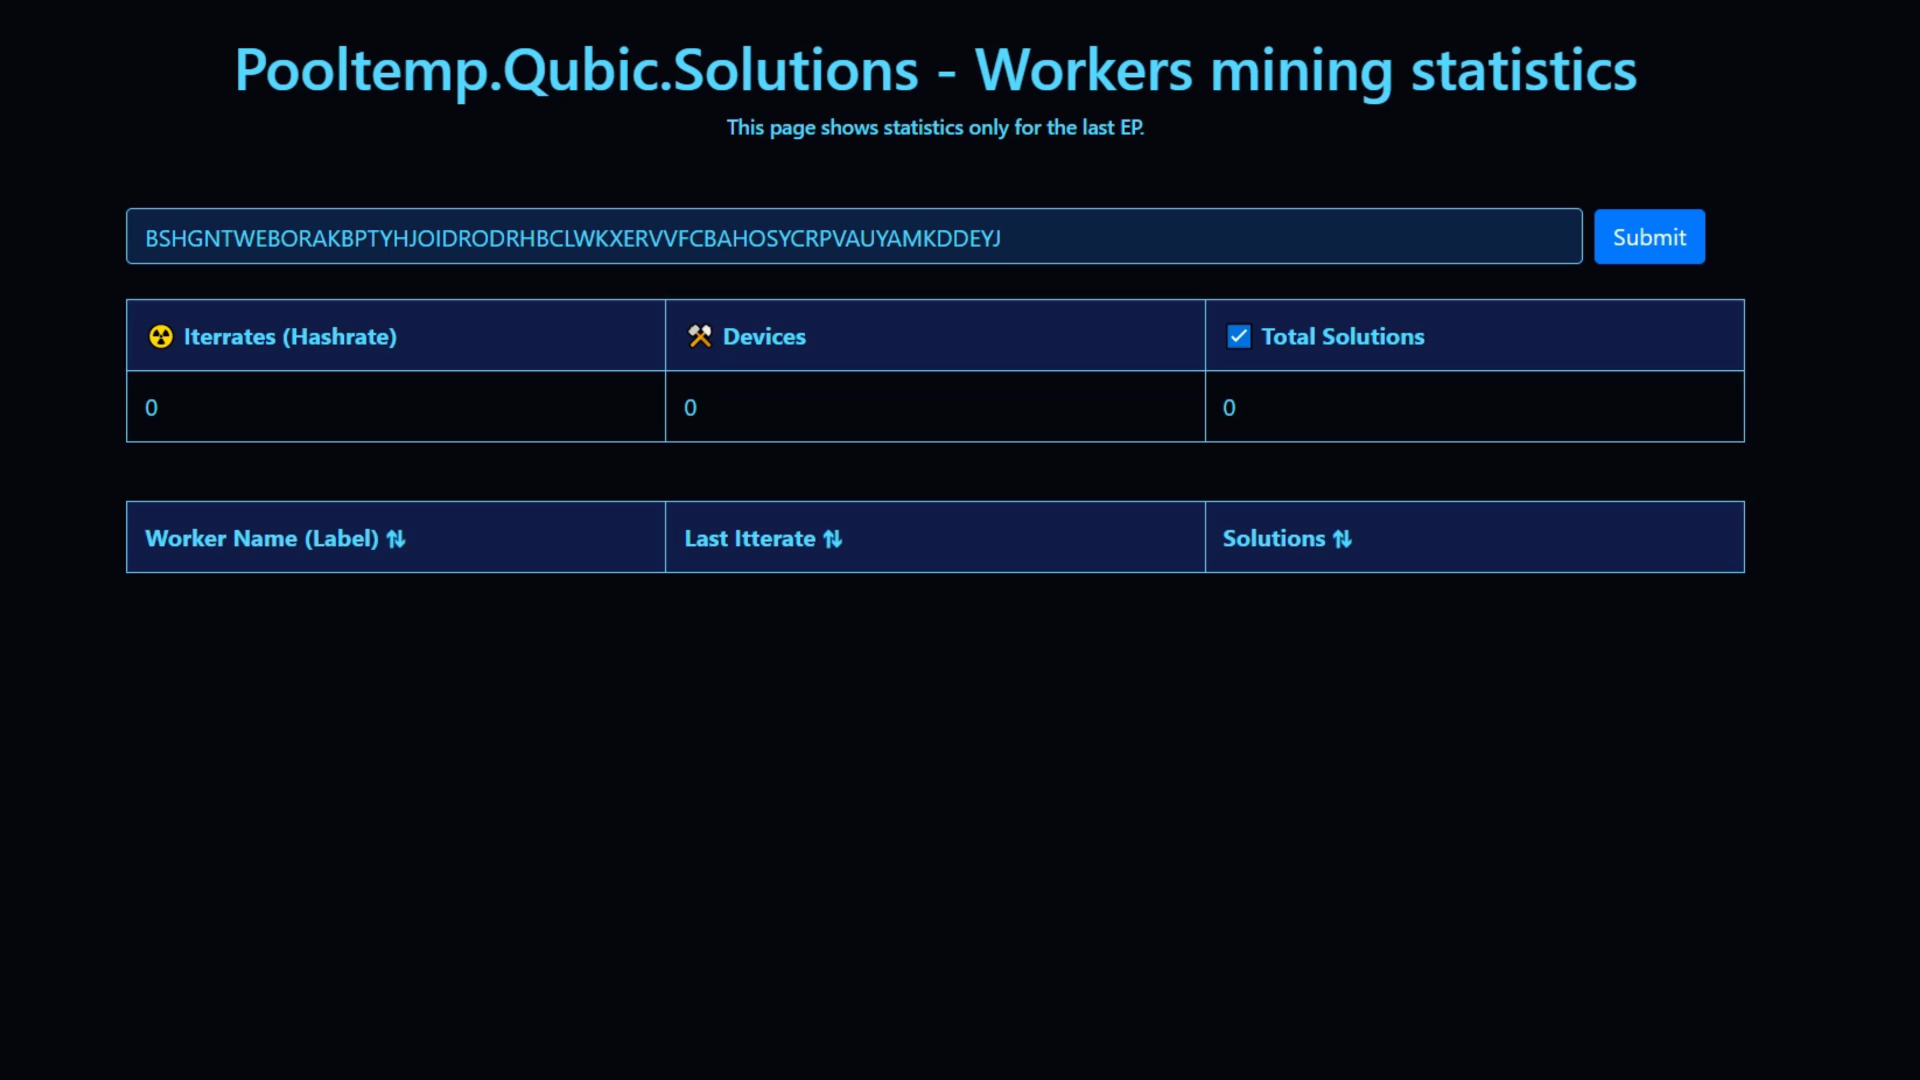 Pooltemp.Qubic.Solutions - Workers mining statistics
This page shows statistics only for the last EP.
BSHGNTWEBORAKBPTYHJOIDRODRHBCLWKXERVVFCBAHOSYCRPVAUYAMKDDEYJ
Submit
Iterrates (Hashrate)
Devices
Total Solutions
0
0
0
Worker Name (Label)
Last Itterate
Solutions